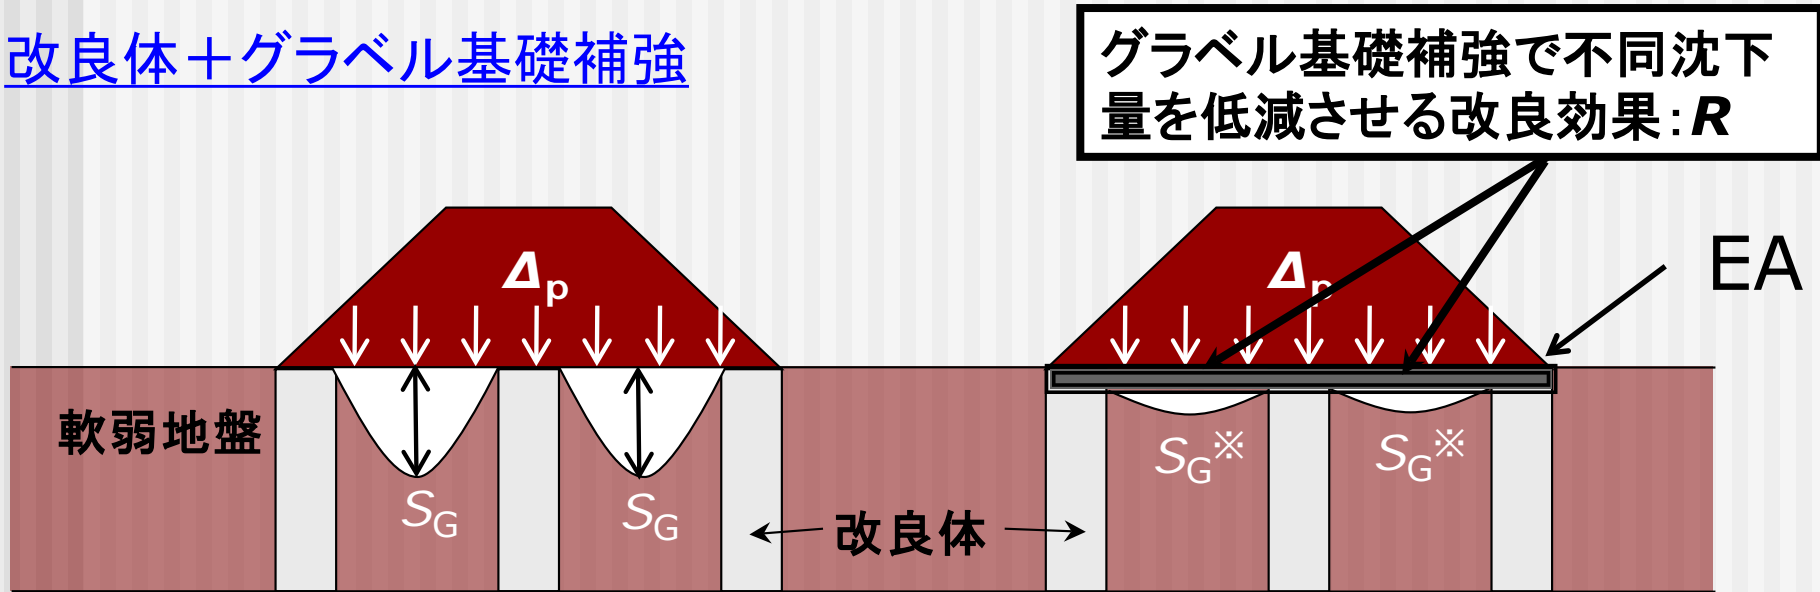 改良体＋グラベル基礎補強
グラベル基礎補強で不同沈下
量を低減させる改良効果：R
Δp
Δp
EA
軟弱地盤
SG
SG
改良体
SG※
SG※